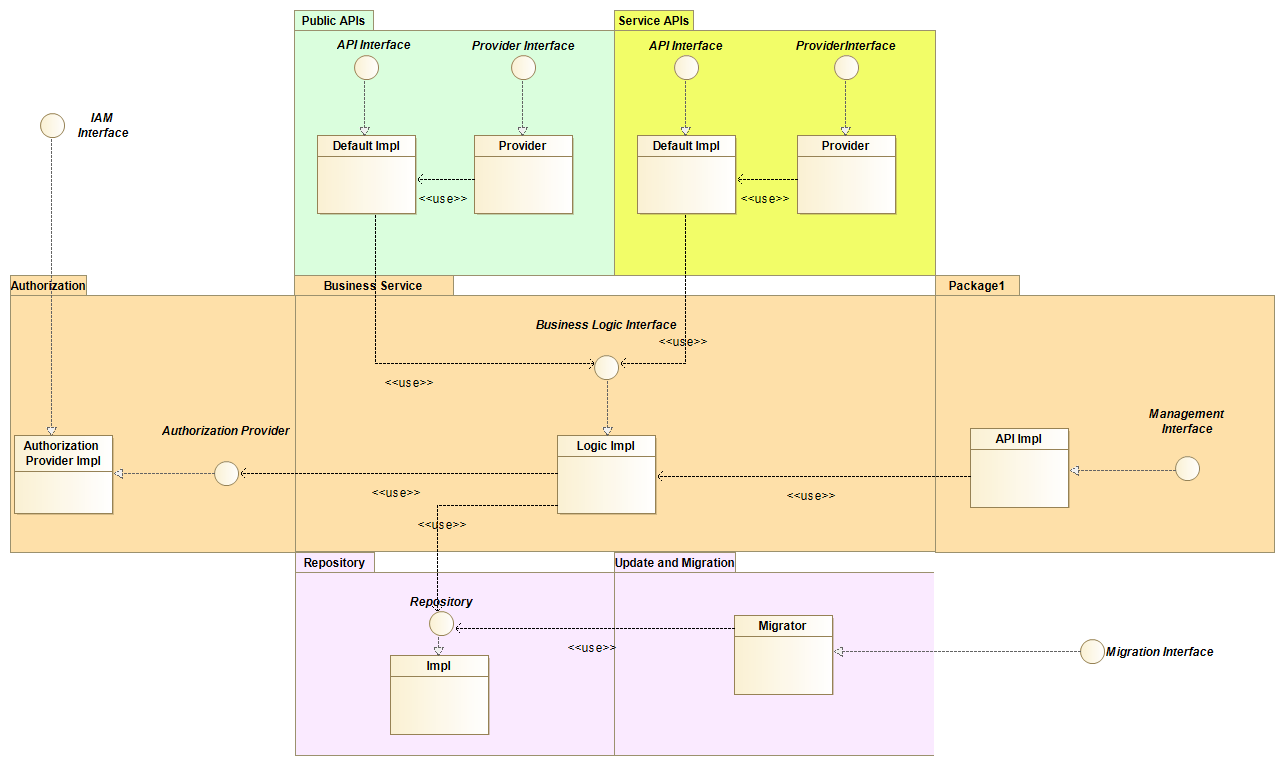 Public APIs
Service APIs
API Interface
Provider Interface
API Interface
ProviderInterface
IAM
Interface
Default Impl
Provider
Default Impl
Provider
<<use>>
<<use>>
Authorization
Business Service
Package1
Business Logic Interface
<<use>>
<<use>>
Management
Interface
Authorization Provider
Authorization
Provider Impl
Logic Impl
API Impl
<<use>>
<<use>>
<<use>>
Repository
Update and Migration
Repository
Migrator
<<use>>
Migration Interface
Impl